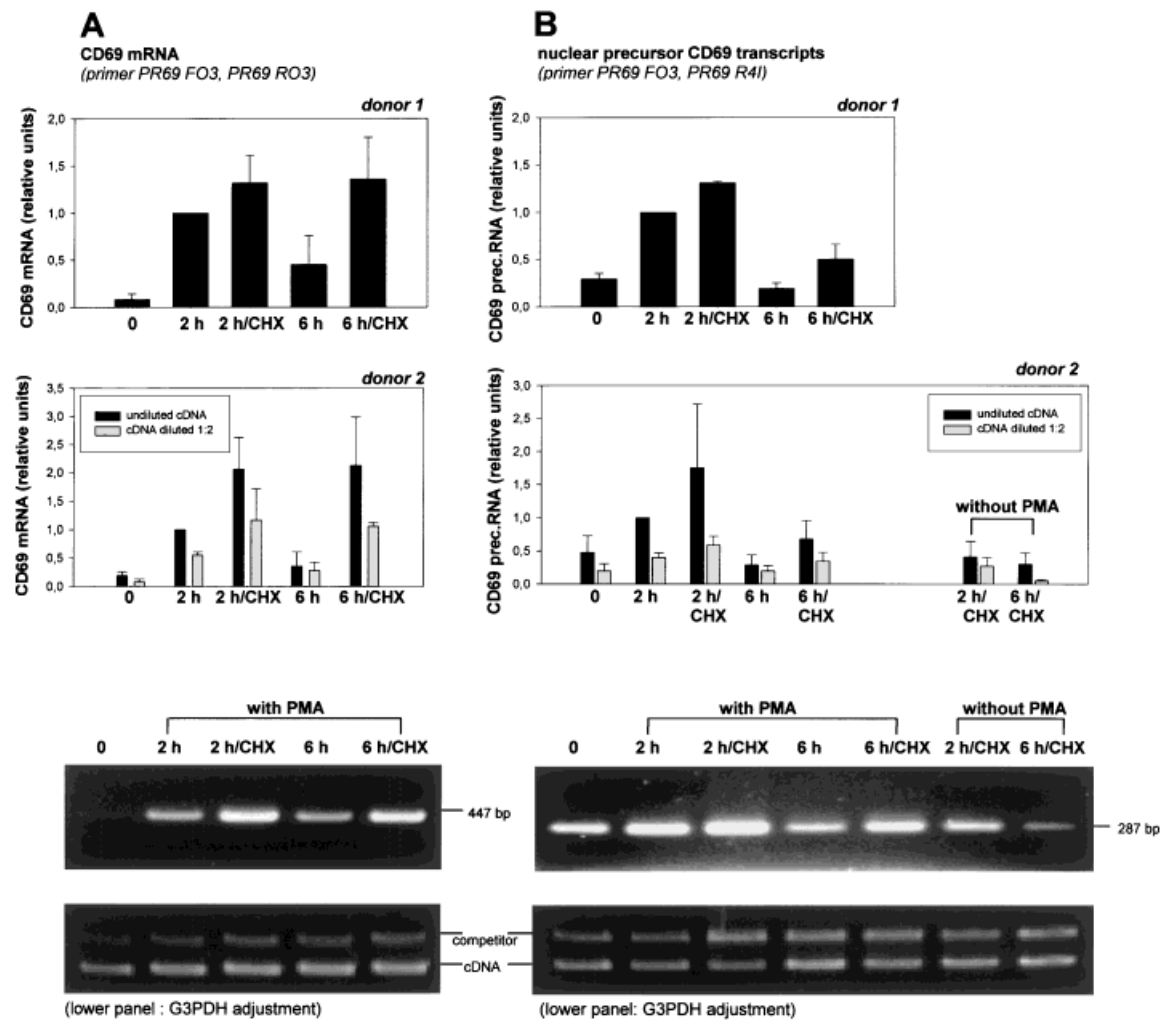 A
CD69 mRNA
(primer PR69 FO3, PR69 RO3)
donor 1
CD69 mRNA (relative units)
2,0
1,5
1,0
0,5
0,0
0 2 h 2 h/CHX 6 h 6 h/CHX
donor 2
CD69 mRNA (relative units)
3,5
3,0
2,5
2,0
1,5
1,0
0,5
0,0
undiluted cDNA
cDNA diluted 1:2
0 2 h 2 h/CHX 6 h 6 h/CHX
B
nuclear precursor CD69 transcripts
(primer PR69 FO3, PR69 R4I)
donor 1
CD69 prec.RNA (relative units)
2,0
1,5
1,0
0,5
0,0
0 2 h 2 h/CHX 6 h 6 h/CHX
donor 2
CD69 prec.RNA (relative units)
3,0
2,5
2,0
1,5
1,0
0,5
0,0
undiluted cDNA
cDNA diluted 1:2
without PMA
0 2 h 2 h/ 6 h 6 h/ 2 h/ 6 h/
CHX CHX CHX CHX
with PMA
0 2 h 2 h/CHX 6 h 6 h/CHX
447 bp
with PMA without PMA
0 2 h 2 h/CHX 6 h 6 h/CHX 2 h/CHX 6 h/CHX
287 bp
competitor
cDNA
(lower panel : G3PDH adjustment)
(lower panel: G3PDH adjustment)